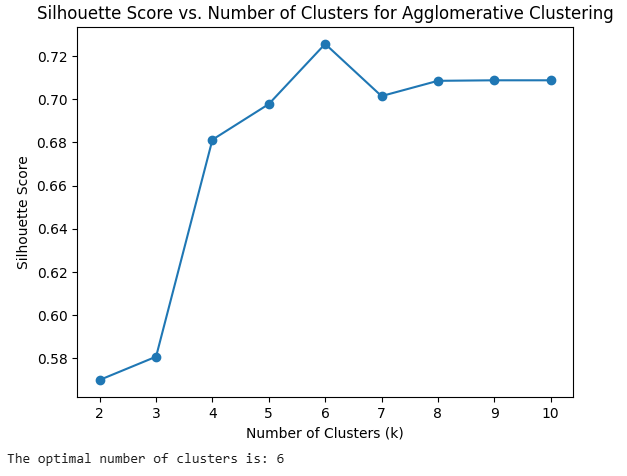 Silhouette Score vs. Number of Clusters for Agglomerative Clustering
0.72
0.70
0.68
0.66
0.64
0.62
0.60
0.58
Silhouette Score
2 3 4 5 6 7 8 9 10
Number of Clusters (k)
The optimal number of clusters is: 6